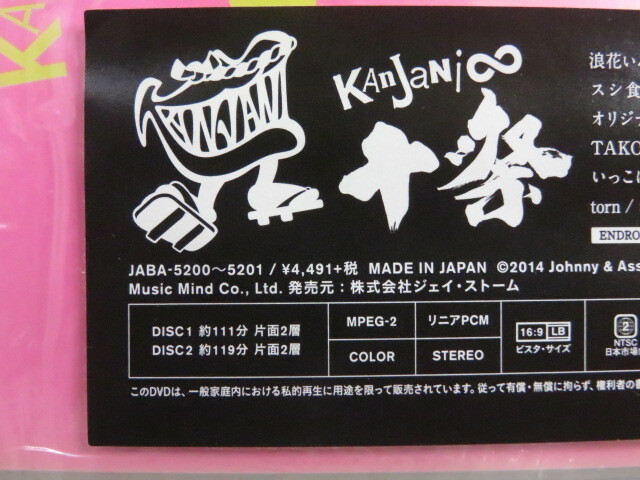 KA
KANJANI
KAnJANi∞
十祭
浪花い
スシ食
オリジ
TAKO
いっこ
torn /
ENDRO
JABA-5200〜5201 / ¥4,491+税 MADE IN JAPAN ©2014 Johnny & Ass
Music Mind Co., Ltd. 発売元:株式会社ジェイ・ストーム
DISC1 約111分 片面2層
DISC2 約119分 片面2層
MPEG-2 リニアPCM
COLOR STEREO
16:9 LB
ビスタ・サイズ
2
NTSC
日本市場
このDVDは、一般家庭内における私的再生に用途を限って販売されています。従って有償・無償に拘らず、権利者の